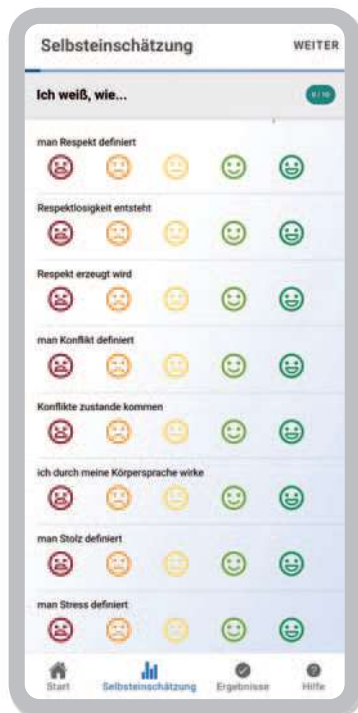 Selbsteinschätzung
WEITER
Ich weiß, wie...
man Respekt definiert
Respektlosigkeit entsteht
Respekt erzeugt wird
man Konflikt definiert
Konflikte zustande kommen
ich durch meine Körpersprache wirke
man Stolz definiert
man Stress definiert
Start
Selbsteinschätzung
Ergebnisse
Hilfe